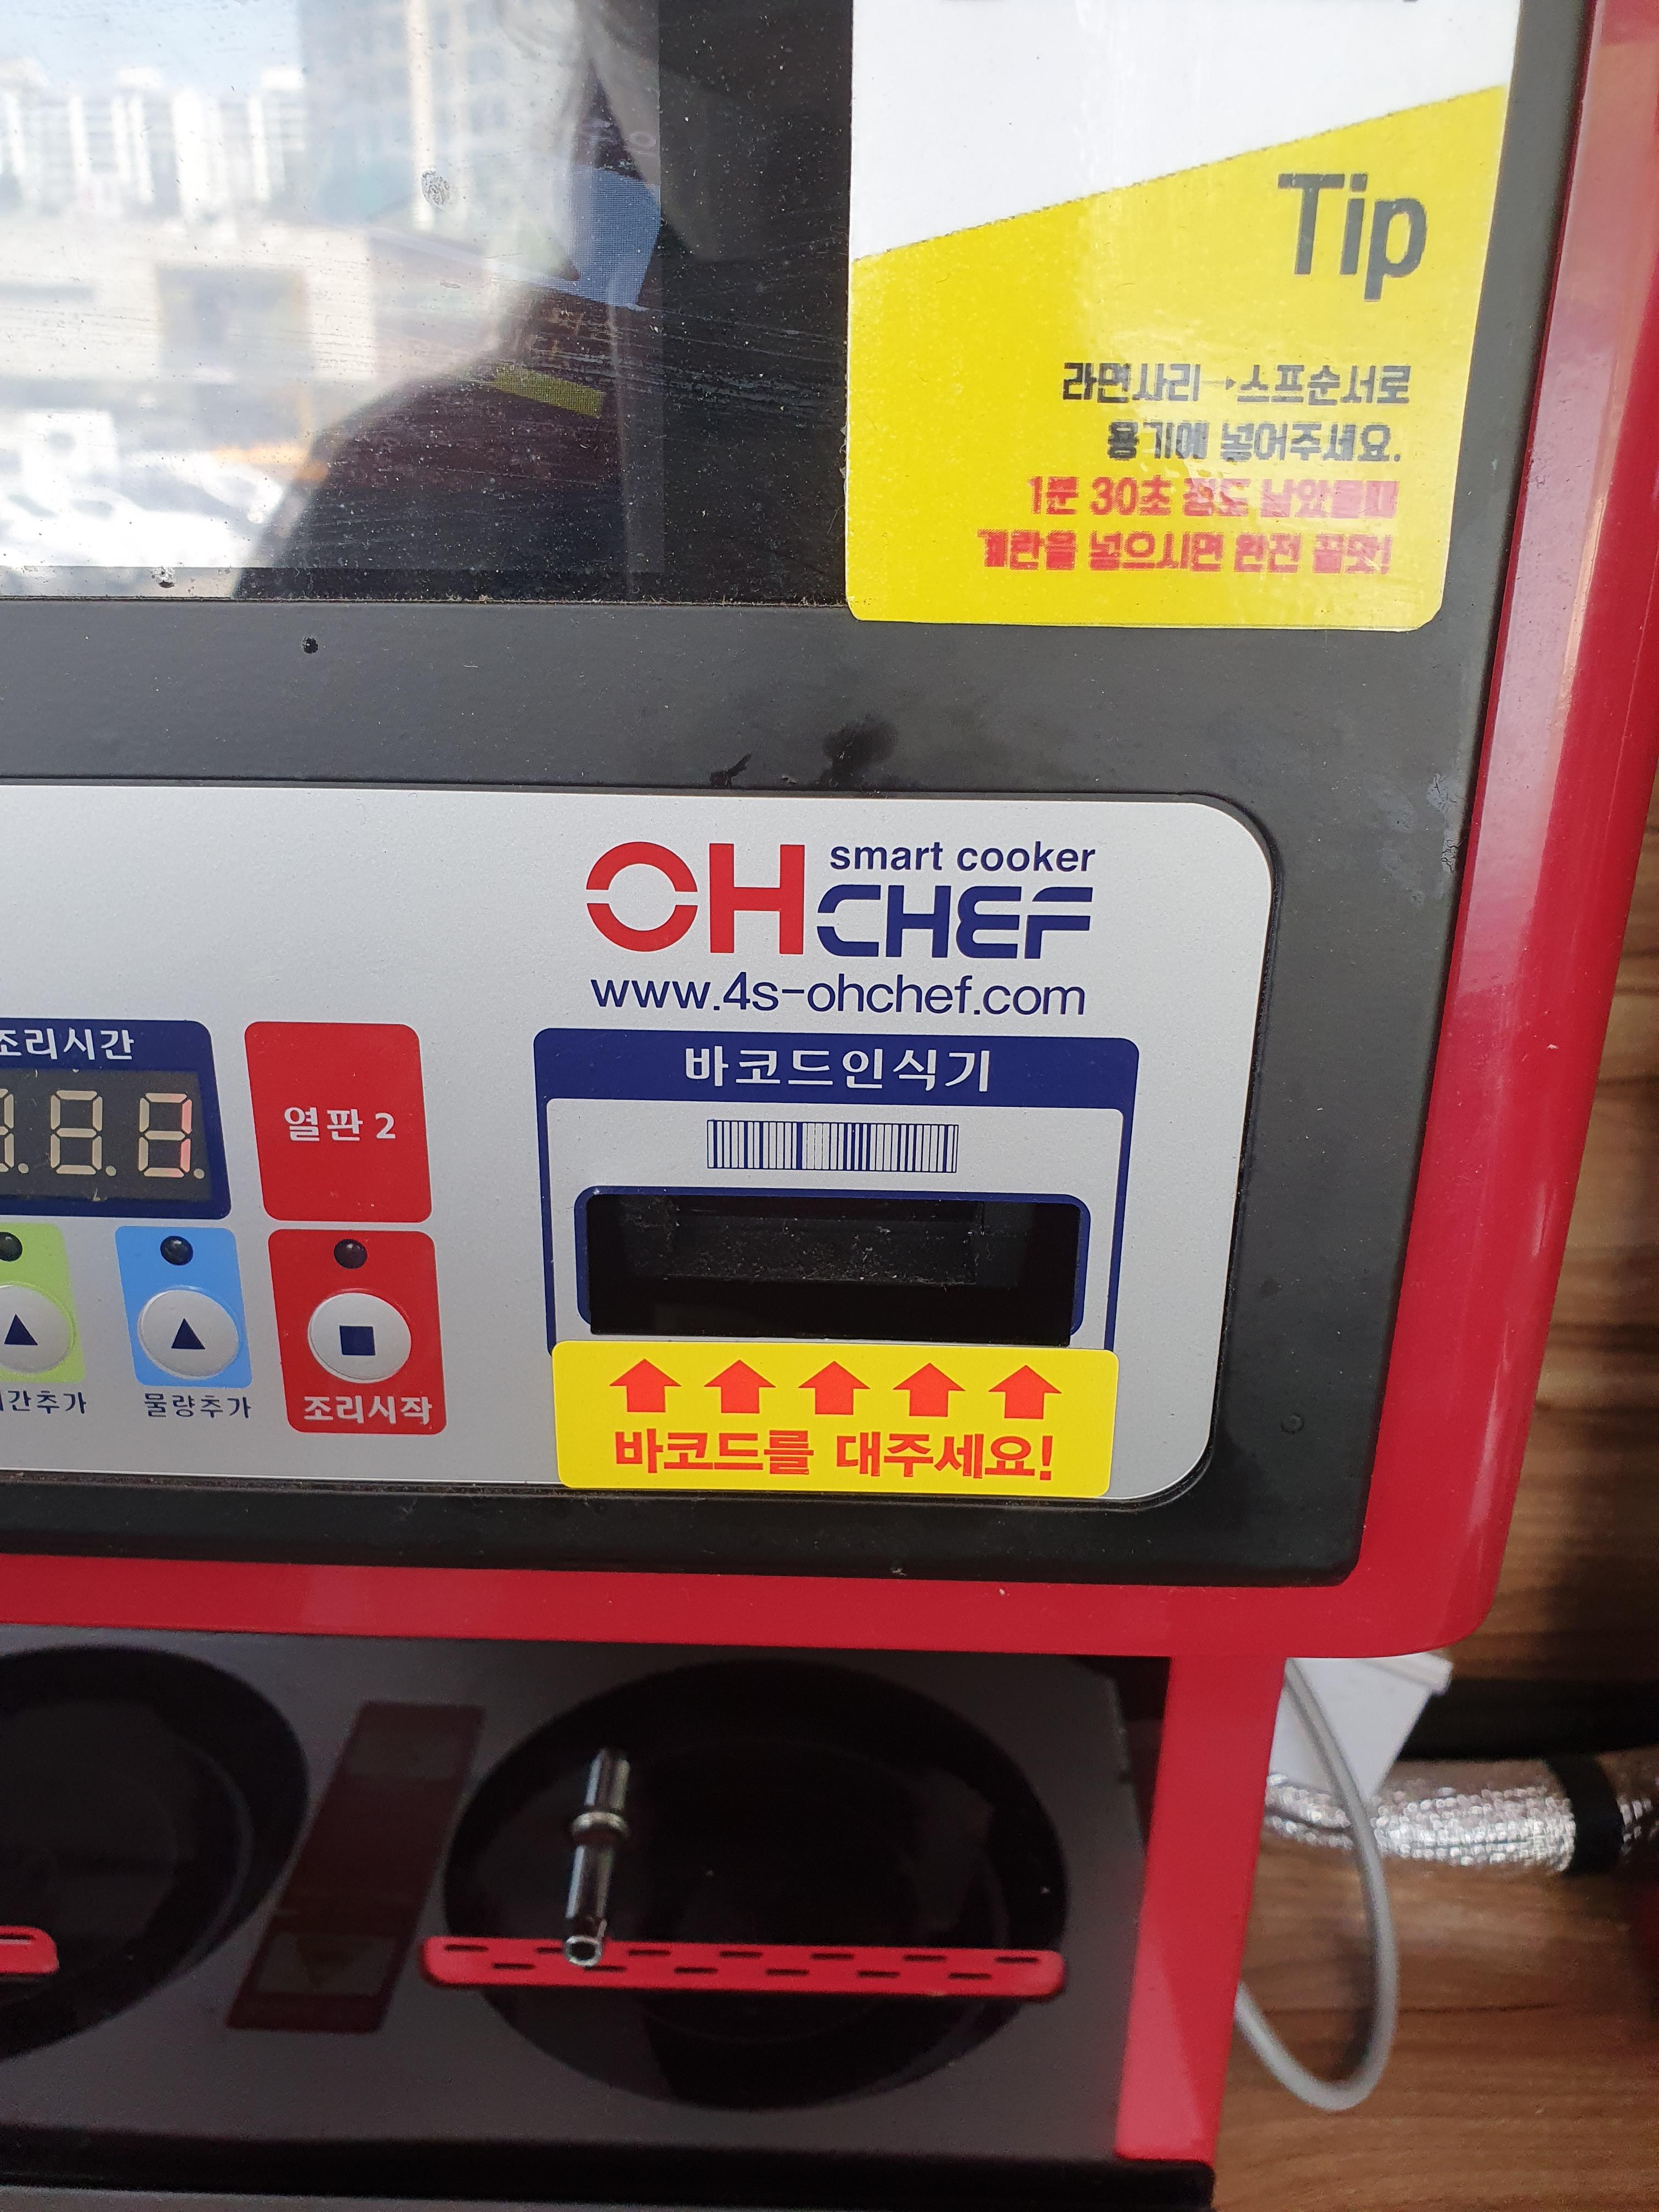 Tip
라면사리→스프순서로
용기에 넣어주세요.
1분 30초 정도 남았을때
계란을 넣으시면 완전 꿀맛!
smart cooker
OHCHEF
www.4s-ohchef.com
조리시간
열판 2
바코드인식기
물량추가
조리시작
바코드를 대주세요!